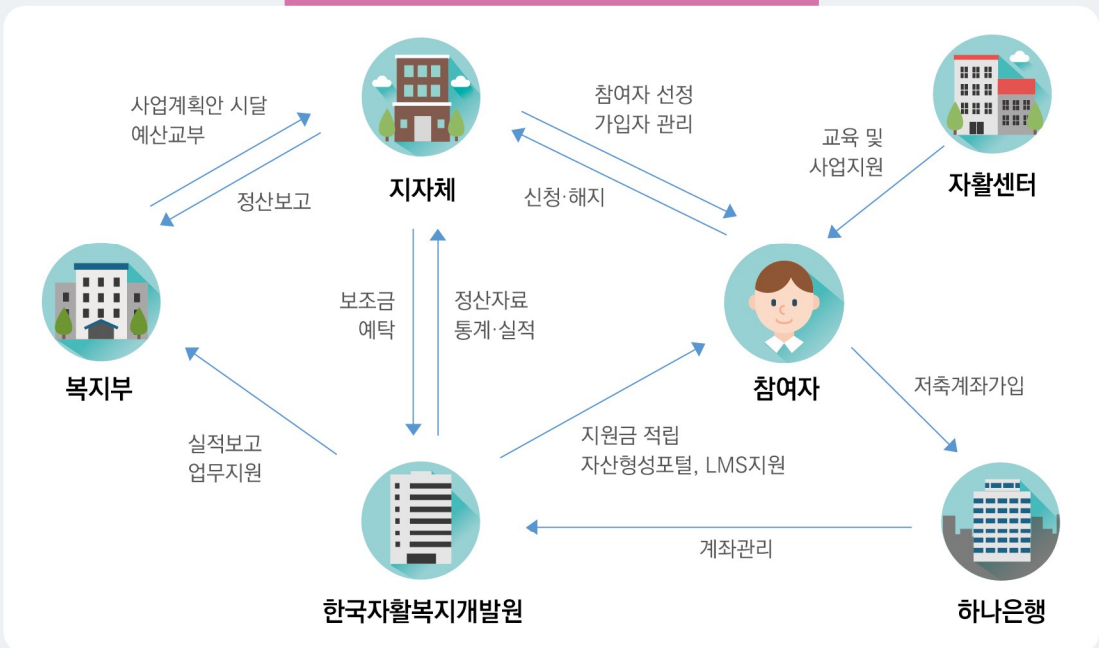 사업계획안 시달
예산교부
정산보고
지자체
참여자 선정
가입자 관리
신청·해지
교육 및
사업지원
자활센터
복지부
보조금
예탁
정산자료
통계·실적
참여자
저축계좌가입
실적보고
업무지원
지원금 적립
자산형성포털, LMS지원
계좌관리
한국자활복지개발원
하나은행